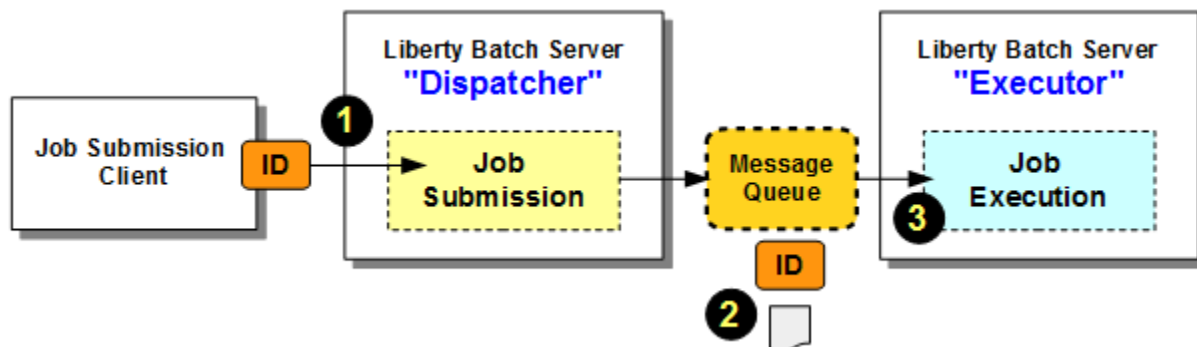 Job Submission
Client
ID
1
Liberty Batch Server
"Dispatcher"
Job
Submission
Message
Queue
ID
2
Liberty Batch Server
"Executor"
Job
Execution
3